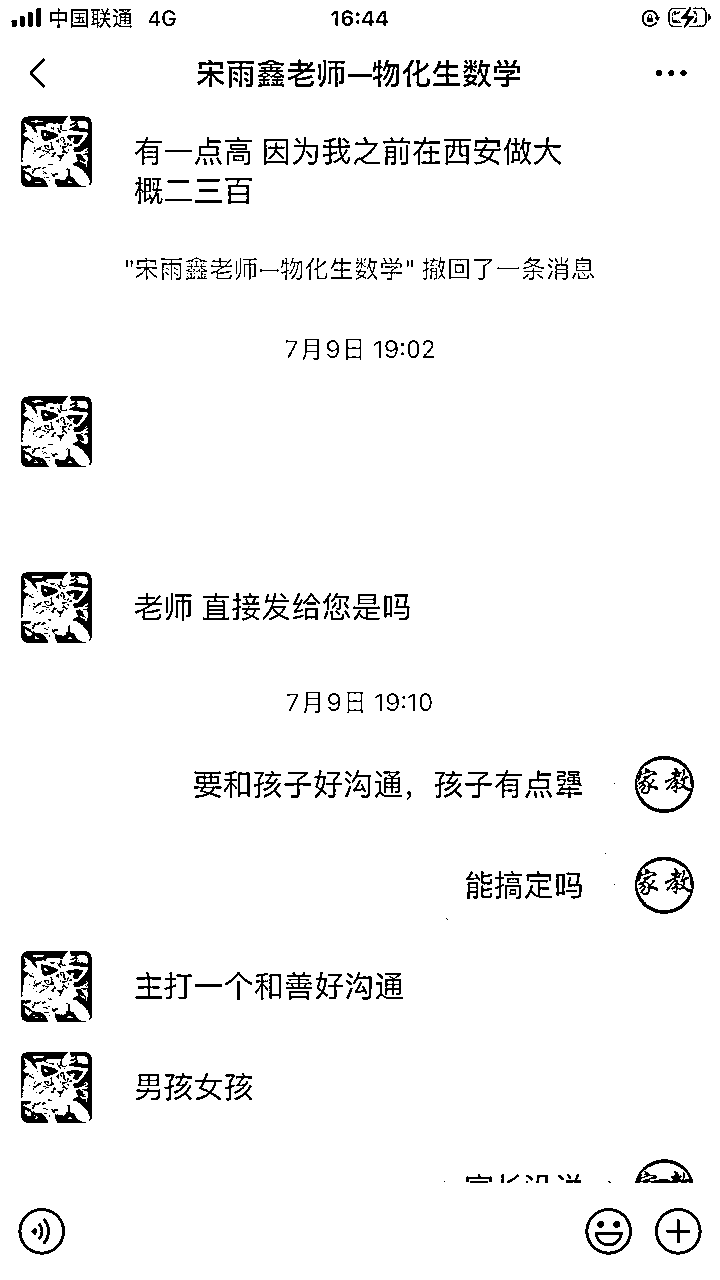 中国联通 4G 16:44
宋雨鑫老师—物化生数学
有一点高 因为我之前在西安做大
概二三百
"宋雨鑫老师—物化生数学" 撤回了一条消息
7月9日 19:02
老师 直接发给您是吗
7月9日 19:10
要和孩子好沟通，孩子有点犟
家教
能搞定吗
家教
主打一个和善好沟通
男孩女孩
家长没说
家教